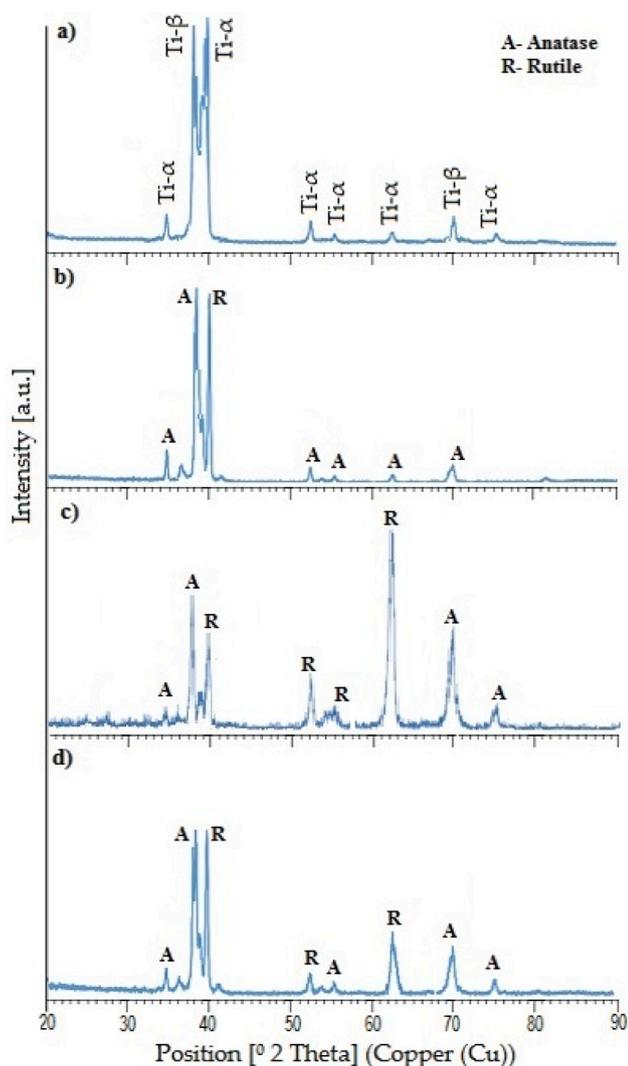 a)
Ti-β
Ti-α
A- Anatase
R- Rutile
Ti-α
Ti-α
Ti-α
Ti-α
Ti-β
Ti-α
b)
A
R
A
A
A
A
A
c)
A
R
A
R
R
R
A
A
d)
A
R
A
R
A
R
A
A
Intensity [a.u.]
20 30 40 50 60 70 80 90
Position [⁰ 2 Theta] (Copper (Cu))